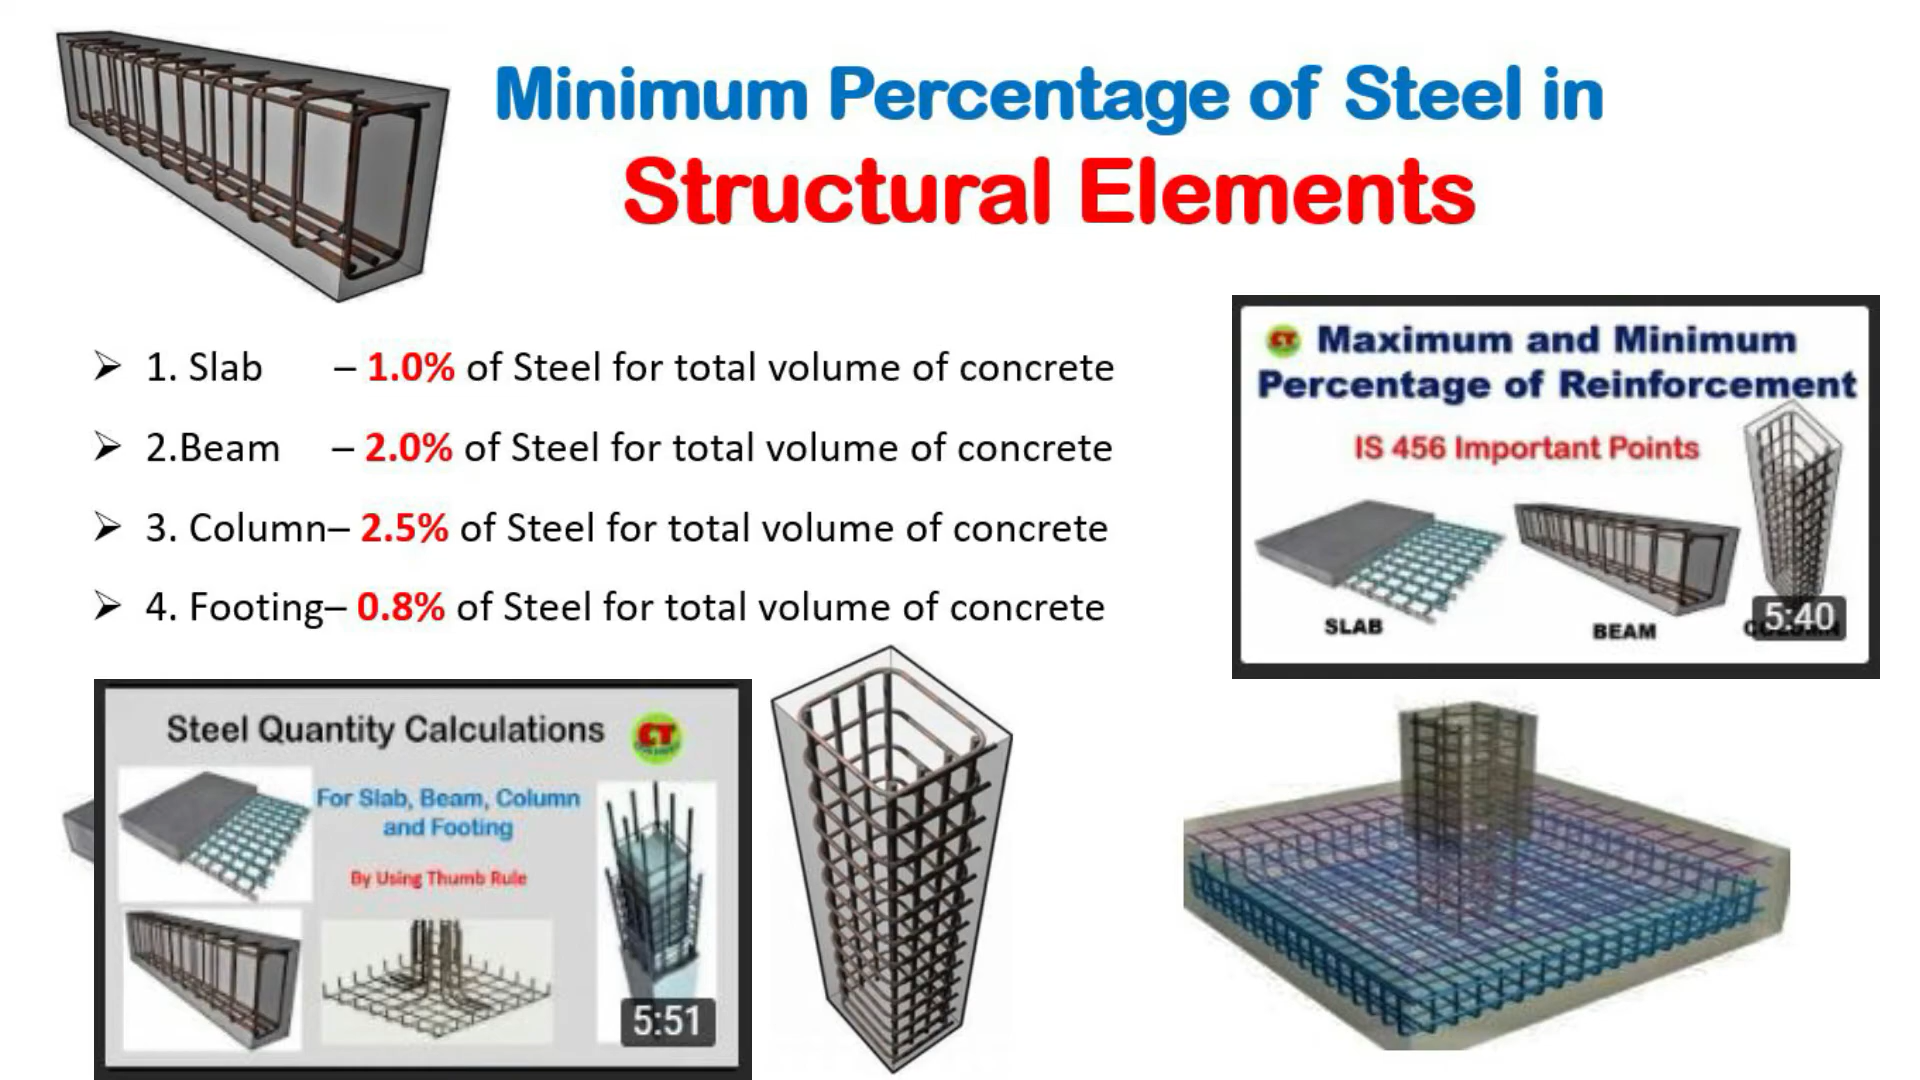 Minimum Percentage of Steel in
Structural Elements
➢ 1. Slab – 1.0% of Steel for total volume of concrete
➢ 2.Beam – 2.0% of Steel for total volume of concrete
➢ 3. Column– 2.5% of Steel for total volume of concrete
➢ 4. Footing– 0.8% of Steel for total volume of concrete
CT Maximum and Minimum
Percentage of Reinforcement
IS 456 Important Points
SLAB
BEAM
5:40
Steel Quantity Calculations
CT
For Slab, Beam, Column
and Footing
By Using Thumb Rule
5:51